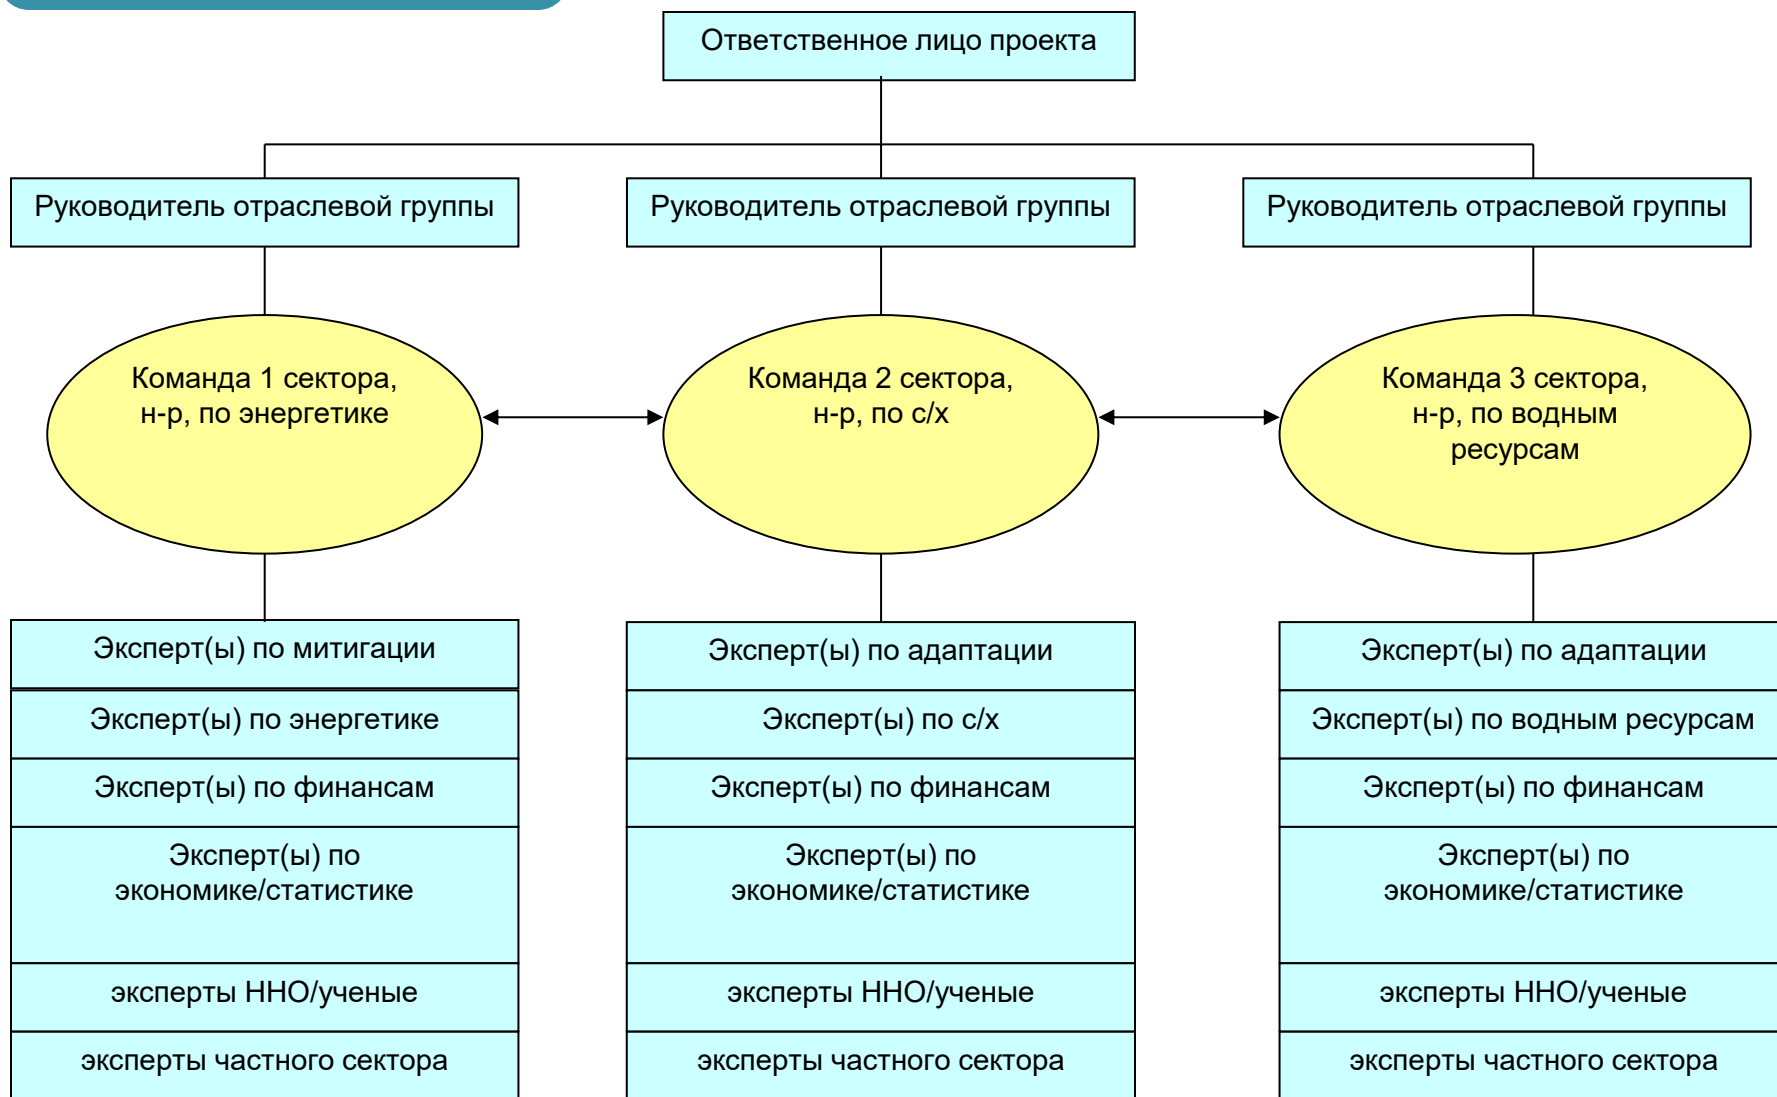 Ответственное лицо проекта
Руководитель отраслевой группы
Руководитель отраслевой группы
Руководитель отраслевой группы
Команда 1 сектора,
н-р, по энергетике
Команда 2 сектора,
н-р, по с/х
Команда 3 сектора,
н-р, по водным
ресурсам
Эксперт(ы) по митигации
Эксперт(ы) по энергетике
Эксперт(ы) по финансам
Эксперт(ы) по
экономике/статистике
эксперты ННО/ученые
эксперты частного сектора
Эксперт(ы) по адаптации
Эксперт(ы) по с/х
Эксперт(ы) по финансам
Эксперт(ы) по
экономике/статистике
эксперты ННО/ученые
эксперты частного сектора
Эксперт(ы) по адаптации
Эксперт(ы) по водным ресурсам
Эксперт(ы) по финансам
Эксперт(ы) по
экономике/статистике
эксперты ННО/ученые
эксперты частного сектора